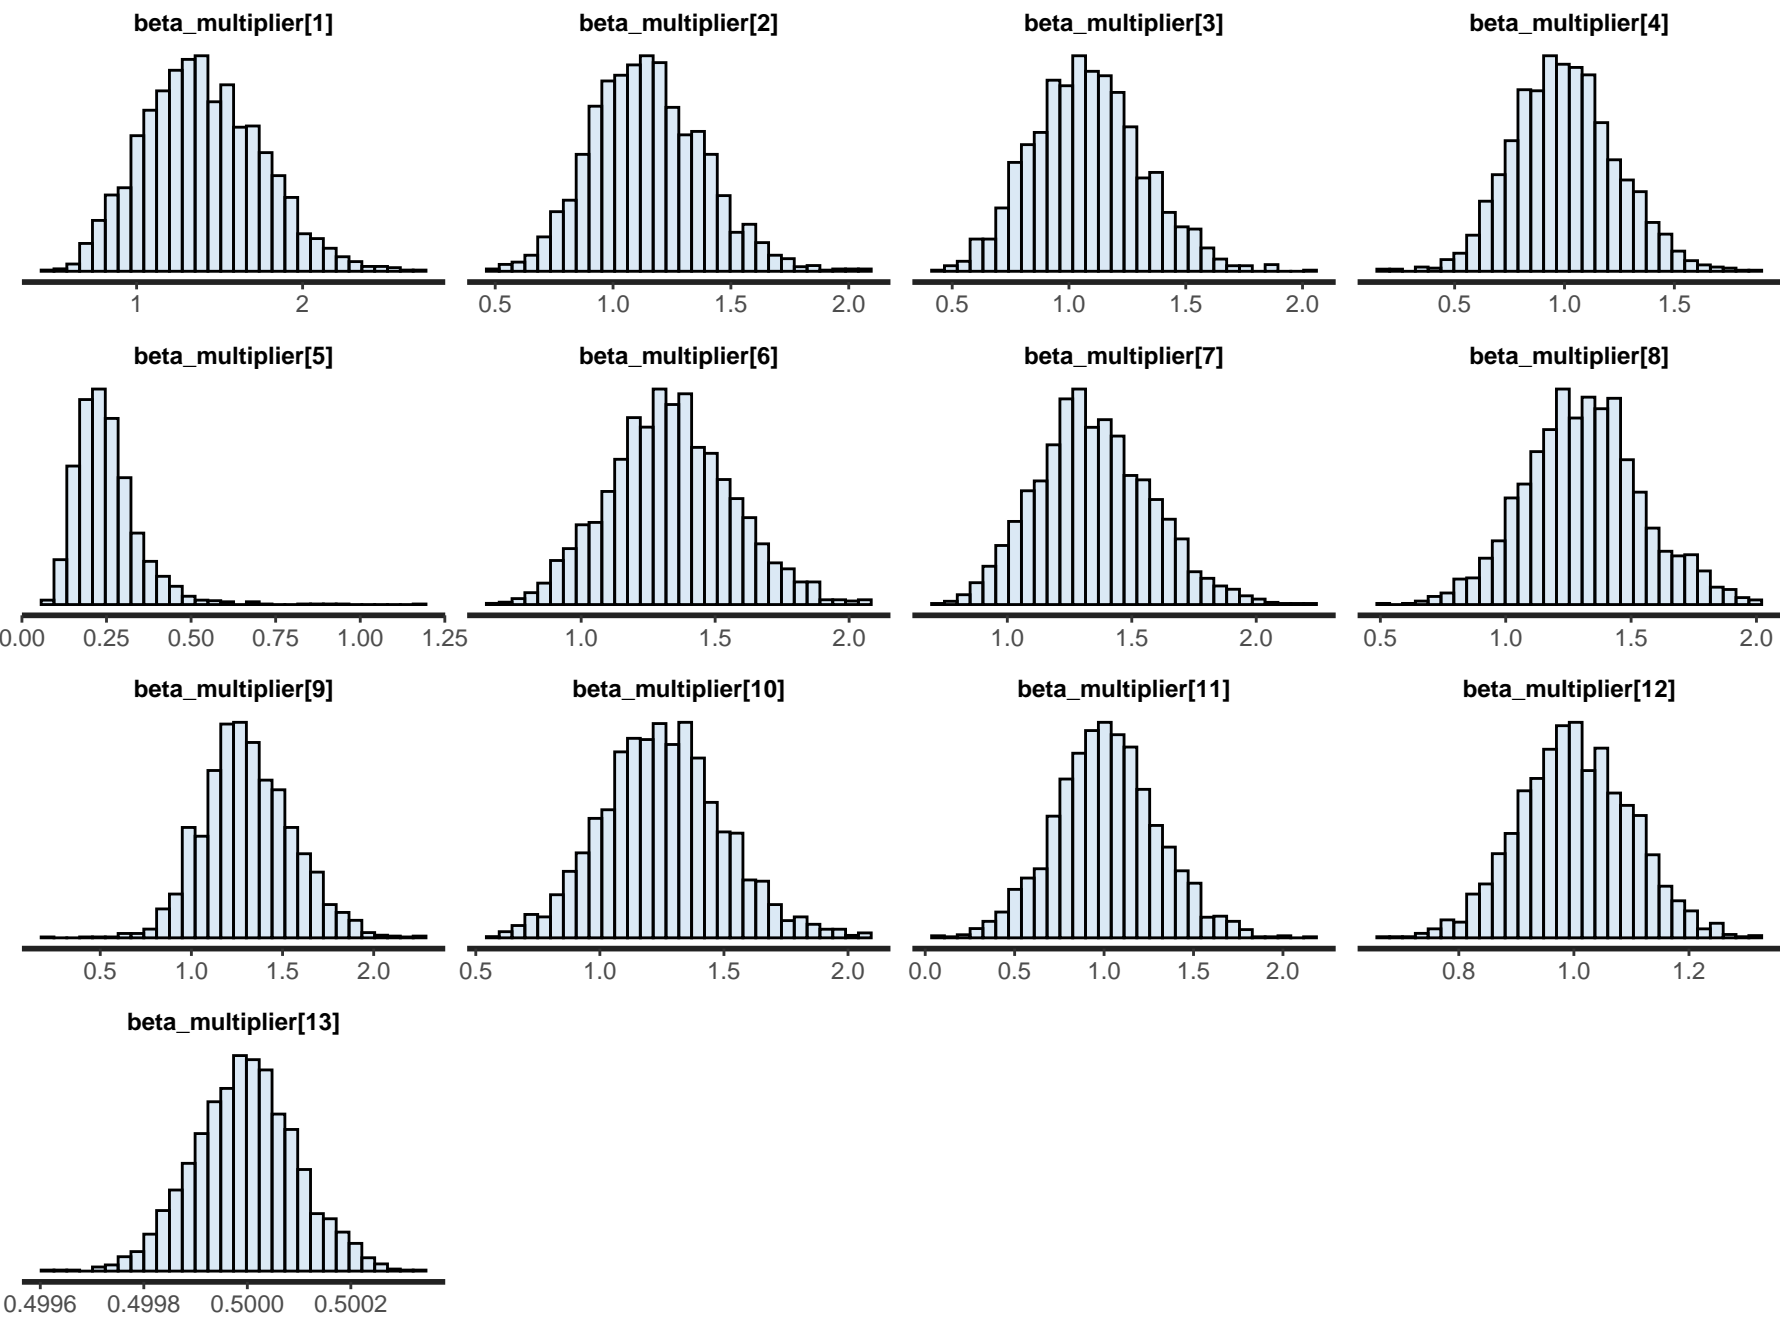 beta_multiplier[1] beta_multiplier[2] beta_multiplier[3] beta_multiplier[4]
1 2 0.5 1.0 1.5 2.0 0.5 1.0 1.5 2.0 0.5 1.0 1.5
beta_multiplier[5] beta_multiplier[6] beta_multiplier[7] beta_multiplier[8]
0.00 0.25 0.50 0.75 1.00 1.25 1.0 1.5 2.0 1.0 1.5 2.0 0.5 1.0 1.5 2.0
beta_multiplier[9] beta_multiplier[10] beta_multiplier[11] beta_multiplier[12]
0.5 1.0 1.5 2.0 0.5 1.0 1.5 2.0 0.0 0.5 1.0 1.5 2.0 0.8 1.0 1.2
beta_multiplier[13]
0.4996 0.4998 0.5000 0.5002